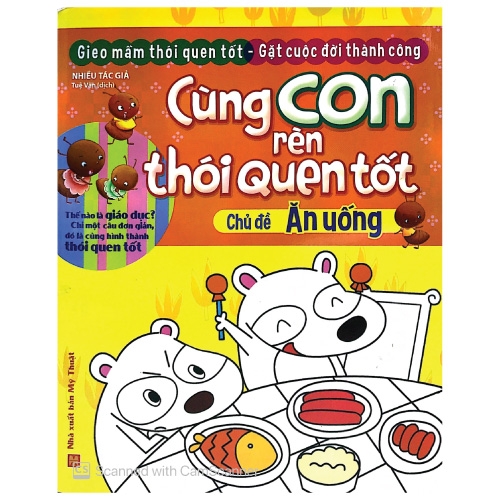 Gieo mầm thói quen tốt - Gặt cuộc đời thành công
NHIỀU TÁC GIẢ
Tuệ Văn (dịch)
Cùng con
rèn
thói quen tốt
Chủ đề Ăn uống
Thế nào là giáo dục?
Chỉ một câu đơn giản,
đó là cùng hình thành
thói quen tốt
Nhà xuất bản Mỹ Thuật
CS Scanned with CamScanner